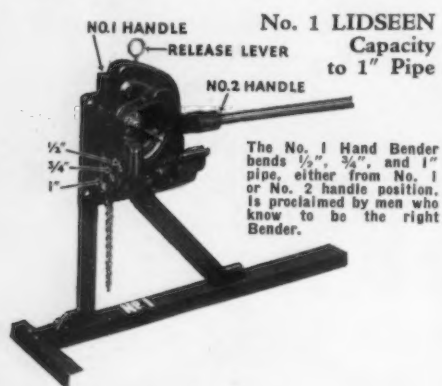 No. 1 LIDSEEN
Capacity
to 1" Pipe
NO.1 HANDLE
RELEASE LEVER
NO.2 HANDLE
½"
¾"
1"
The No. 1 Hand Bender
bends ½", ¾", and 1"
pipe, either from No. 1
or No. 2 handle position.
Is proclaimed by men who
know to be the right
Bender.
Nº 1